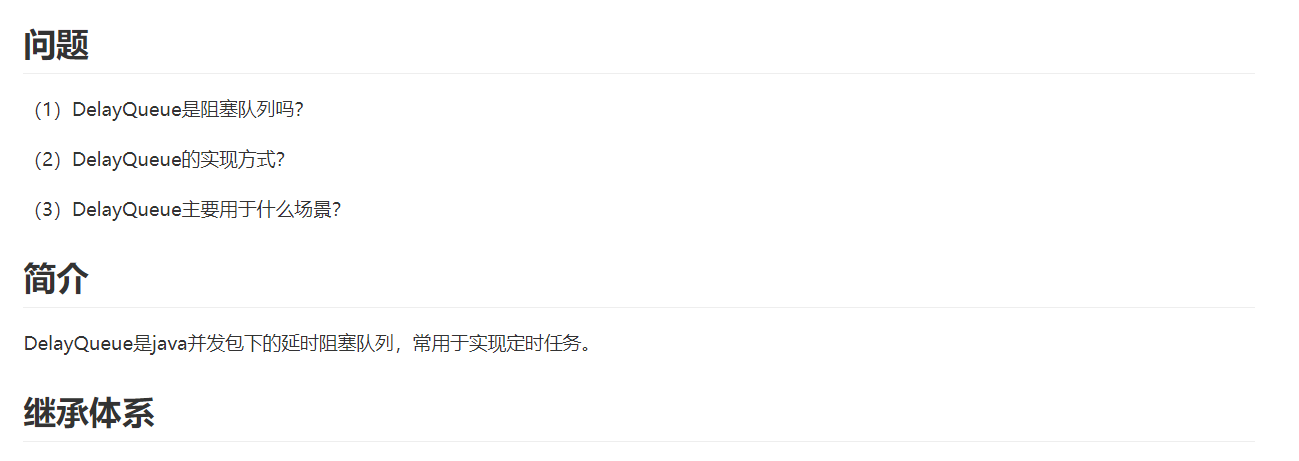 问题
（1）DelayQueue是阻塞队列吗？
（2）DelayQueue的实现方式？
（3）DelayQueue主要用于什么场景？
简介
DelayQueue是java并发包下的延时阻塞队列，常用于实现定时任务。
继承体系